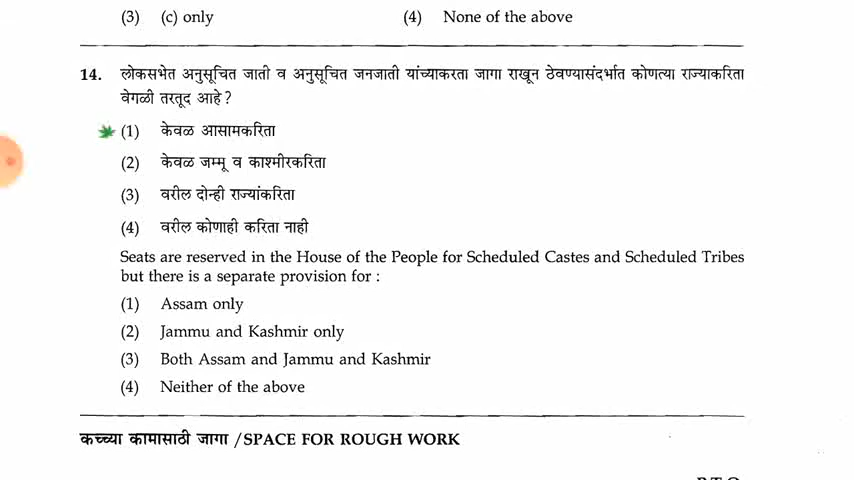 (3) (c) only (4) None of the above
14. लोकसभेत अनुसूचित जाती व अनुसूचित जनजाती यांच्याकरता जागा राखून ठेवण्यासंदर्भात कोणत्या राज्याकरिता
वेगळी तरतूद आहे ?
(1) केवळ आसामकरिता
(2) केवळ जम्मू व काश्मीरकरिता
(3) वरील दोन्ही राज्यांकरिता
(4) वरील कोणाही करिता नाही
Seats are reserved in the House of the People for Scheduled Castes and Scheduled Tribes
but there is a separate provision for :
(1) Assam only
(2) Jammu and Kashmir only
(3) Both Assam and Jammu and Kashmir
(4) Neither of the above
कच्च्या कामासाठी जागा / SPACE FOR ROUGH WORK
P.T.O.